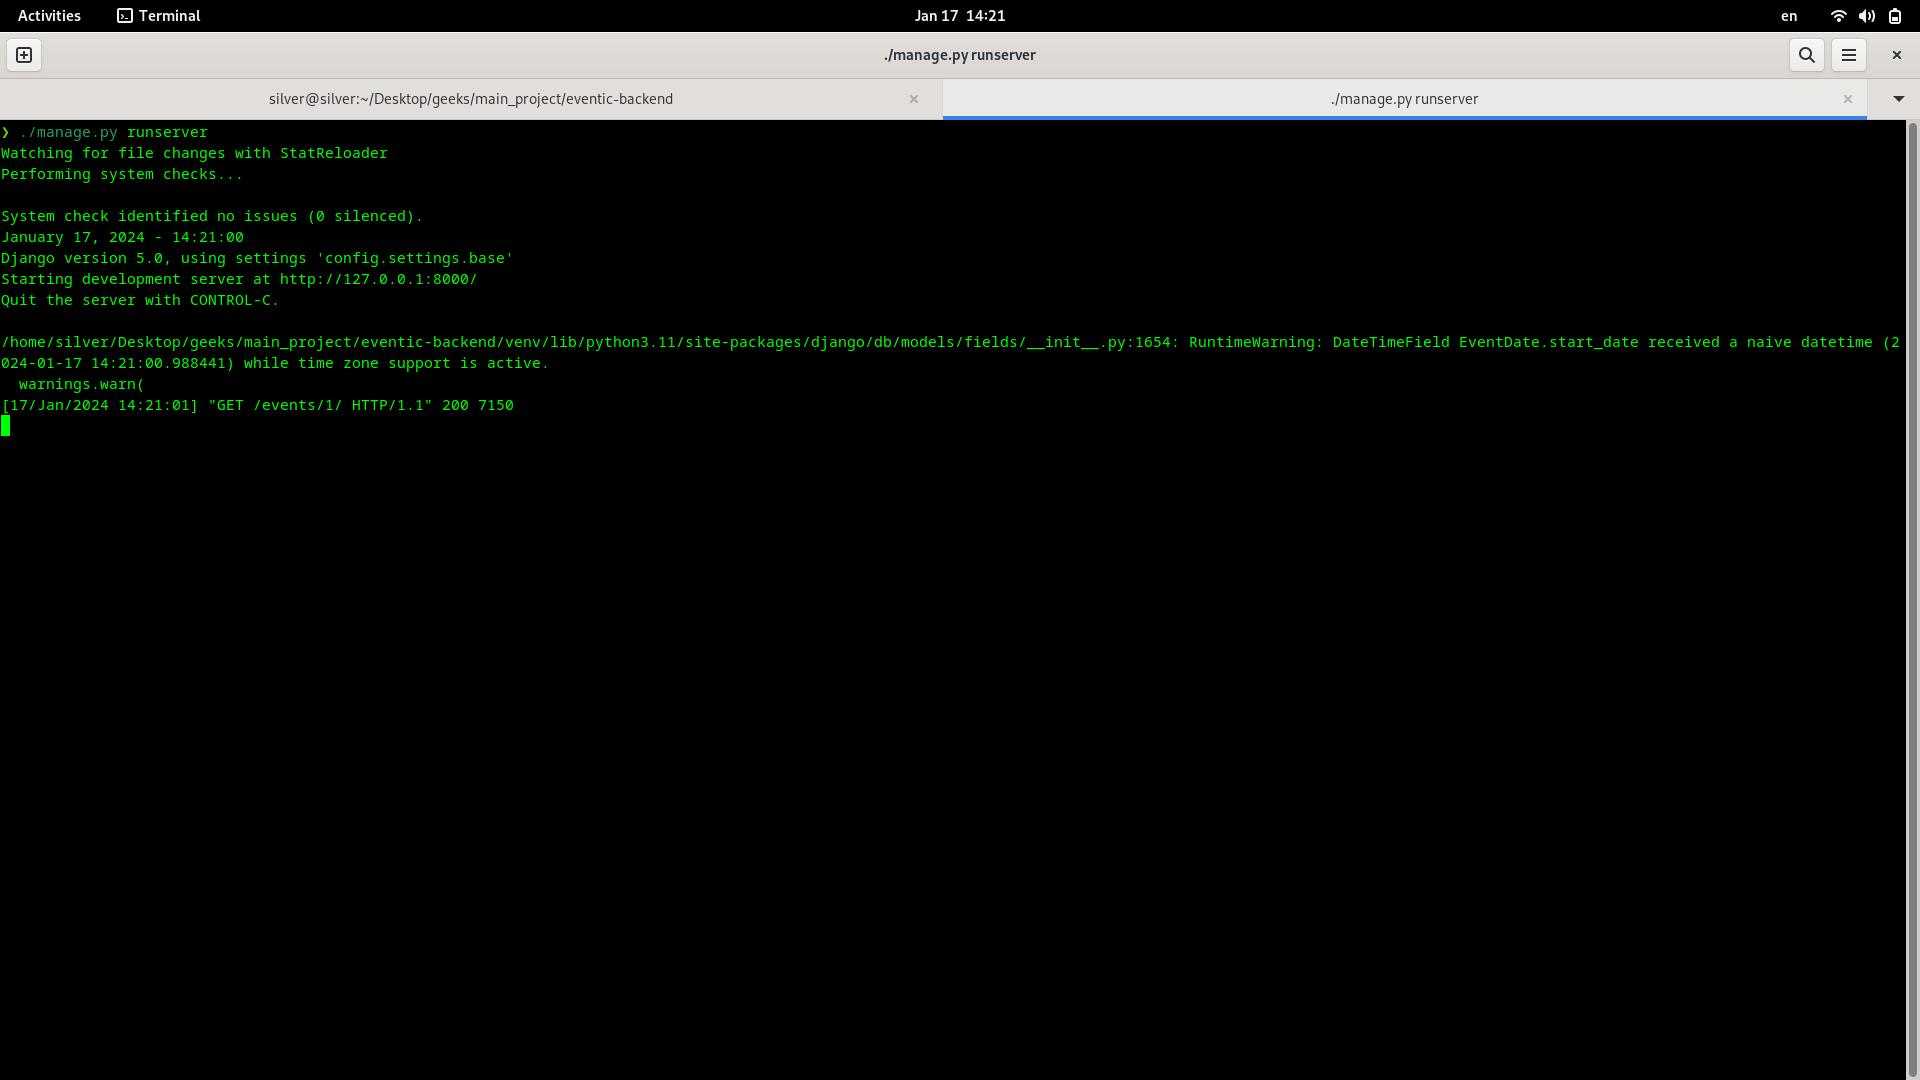 Activities Terminal Jan 17 14:21 en
./manage.py runserver
silver@silver:~/Desktop/geeks/main_project/eventic-backend ./manage.py runserver
❯ ./manage.py runserver
Watching for file changes with StatReloader
Performing system checks...
System check identified no issues (0 silenced).
January 17, 2024 - 14:21:00
Django version 5.0, using settings 'config.settings.base'
Starting development server at http://127.0.0.1:8000/
Quit the server with CONTROL-C.
/home/silver/Desktop/geeks/main_project/eventic-backend/venv/lib/python3.11/site-packages/django/db/models/fields/__init__.py:1654: RuntimeWarning: DateTimeField EventDate.start_date received a naive datetime (2
024-01-17 14:21:00.988441) while time zone support is active.
  warnings.warn(
[17/Jan/2024 14:21:01] "GET /events/1/ HTTP/1.1" 200 7150